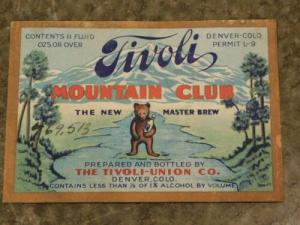 CONTENTS 11 FLUID
OZS. OR OVER
DENVER-COLO.
PERMIT L-9
Tivoli
MOUNTAIN CLUB
THE NEW MASTER BREW
PREPARED AND BOTTLED BY
THE TIVOLI-UNION CO.
DENVER, COLO.
CONTAINS LESS THAN ½ of 1% ALCOHOL BY VOLUME